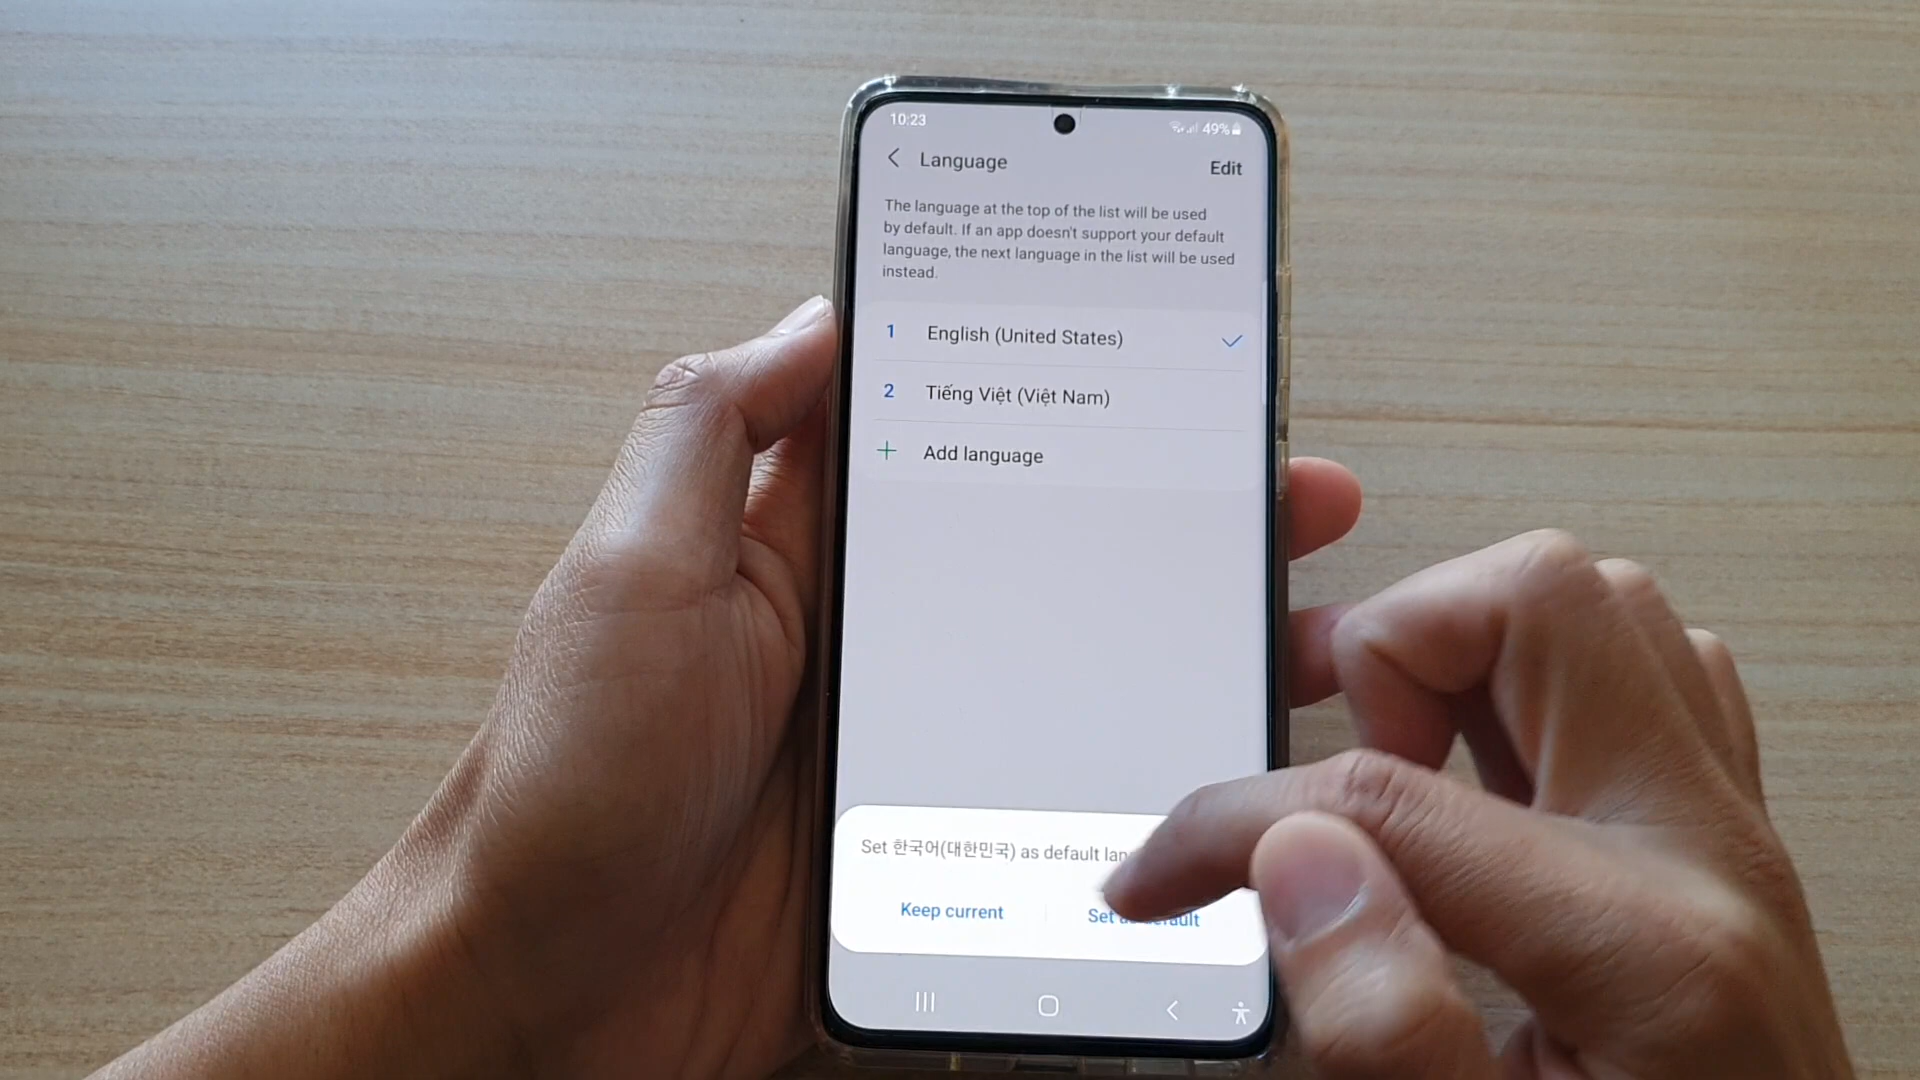 10:23
49%
Language
Edit
The language at the top of the list will be used
by default. If an app doesn't support your default
language, the next language in the list will be used
instead.
1 English (United States)
2 Tiếng Việt (Việt Nam)
Add language
Set 한국어(대한민국) as default lan
Keep current
Set as default